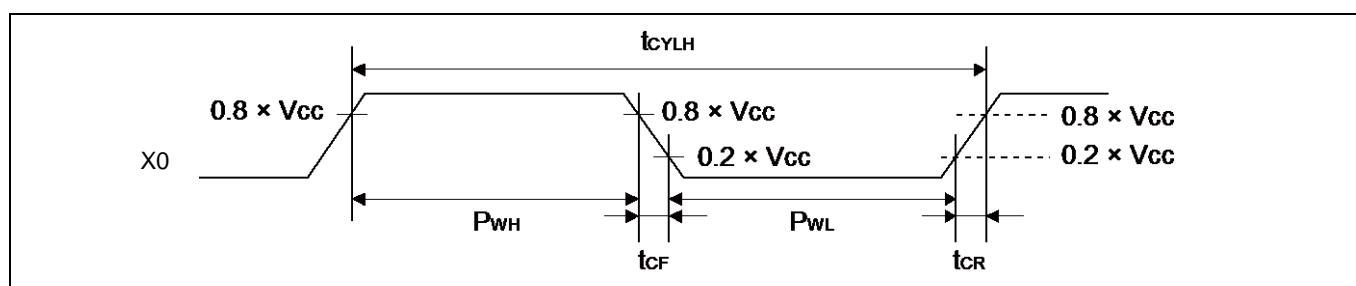 tCYLH
0.8 × Vcc
0.8 × Vcc
0.8 × Vcc
X0
0.2 × Vcc
0.2 × Vcc
PWH
PWL
tCF
tCR